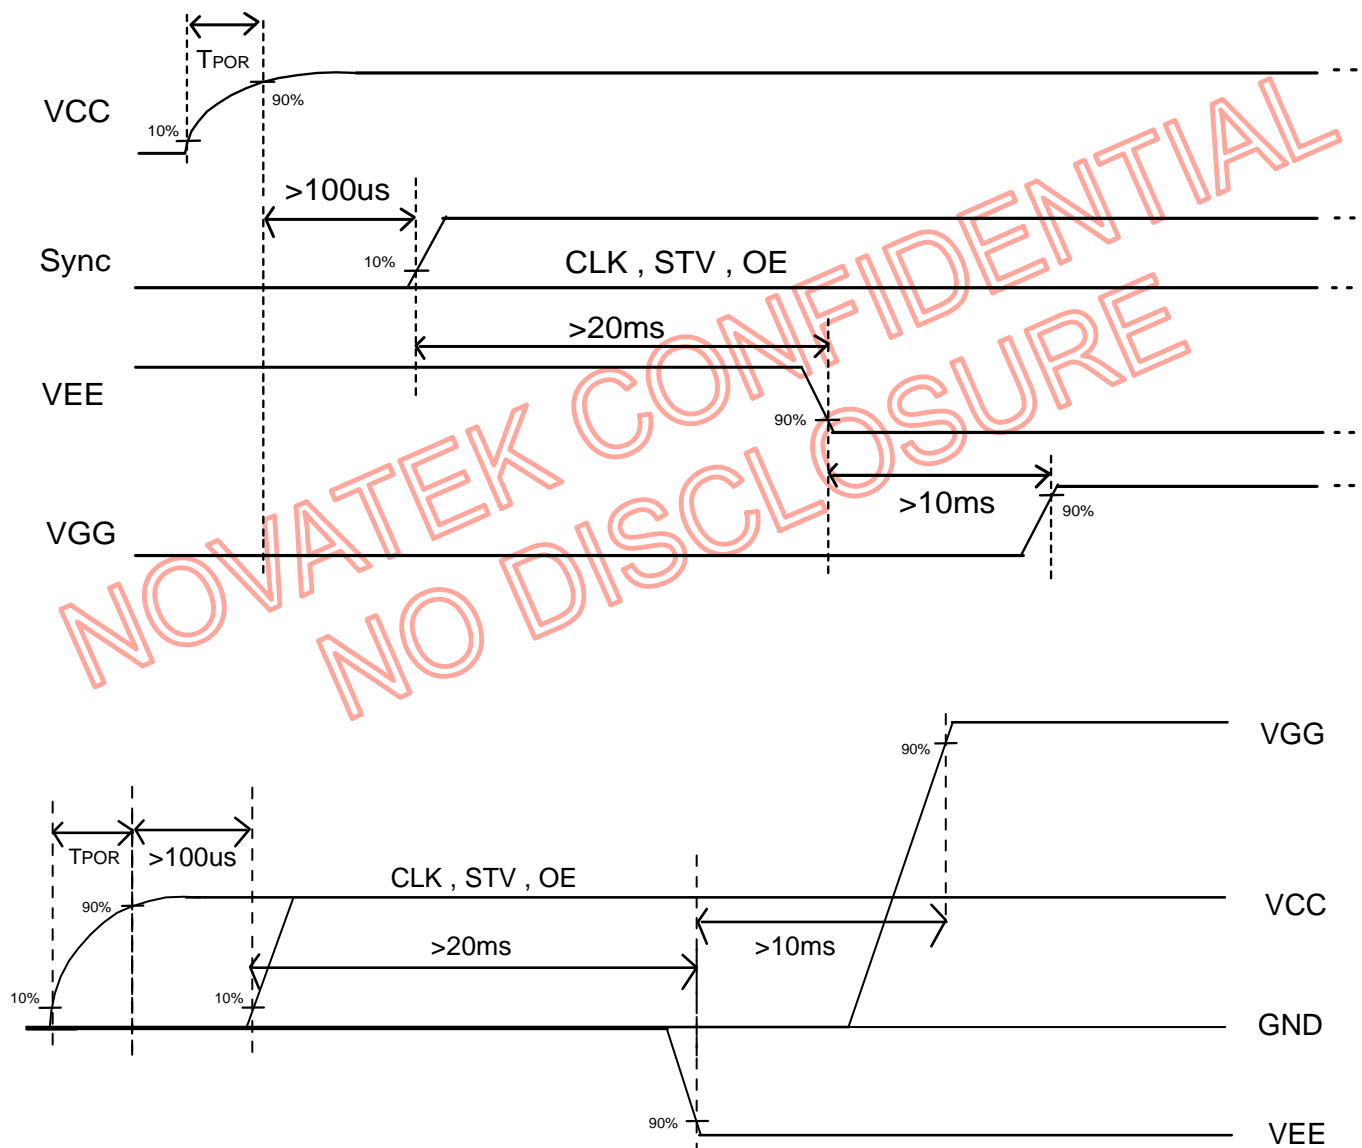 TPOR
VCC
90%
10%
>100us
Sync
10%
CLK , STV , OE
>20ms
VEE
90%
>10ms
90%
VGG
NOVATEK CONFIDENTIAL
NO DISCLOSURE
90%
VGG
TPOR
>100us
CLK , STV , OE
90%
VCC
>20ms
>10ms
10%
10%
GND
90%
VEE